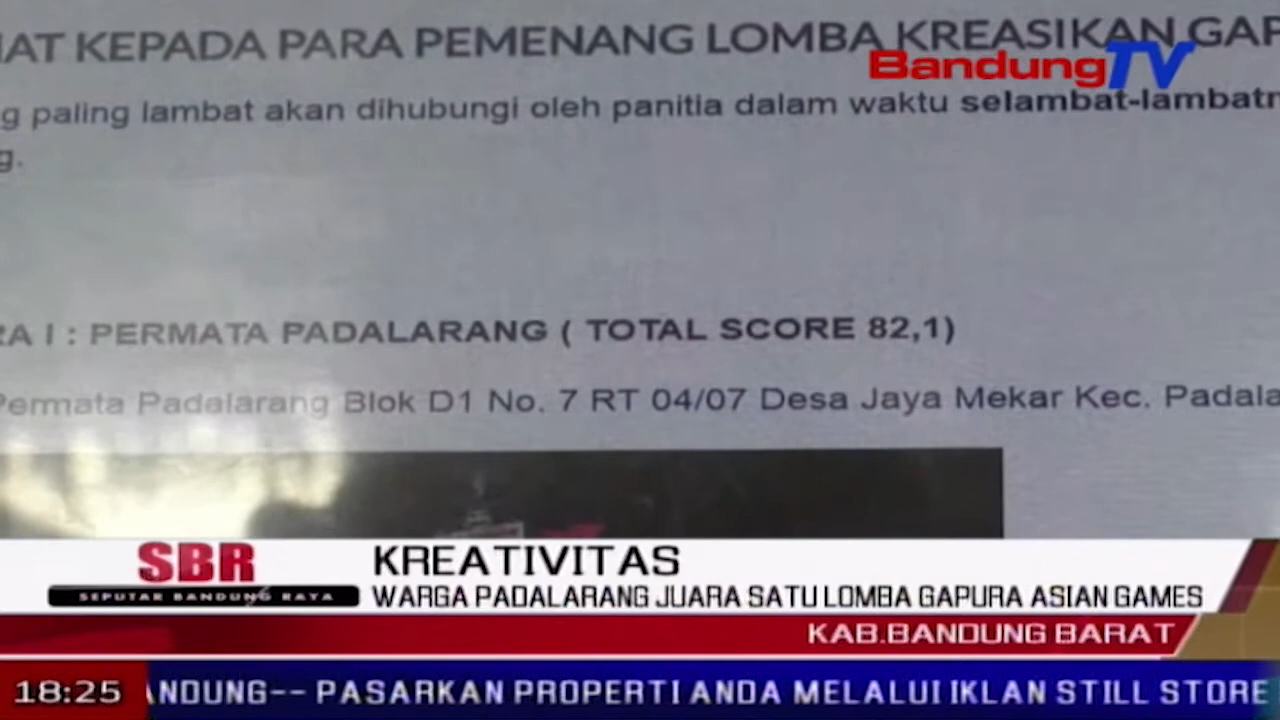 AT KEPADA PARA PEMENANG LOMBA KREASIKAN GAP
BandungTV
g paling lambat akan dihubungi oleh panitia dalam waktu selambat-lambatn
g.
RA I : PERMATA PADALARANG ( TOTAL SCORE 82,1)
Permata Padalarang Blok D1 No. 7 RT 04/07 Desa Jaya Mekar Kec. Padala
SBR
SEPUTAR BANDUNG RAYA
KREATIVITAS
WARGA PADALARANG JUARA SATU LOMBA GAPURA ASIAN GAMES
KAB.BANDUNG BARAT
18:25
ANDUNG-- PASARKAN PROPERTI ANDA MELALUI IKLAN STILL STORE